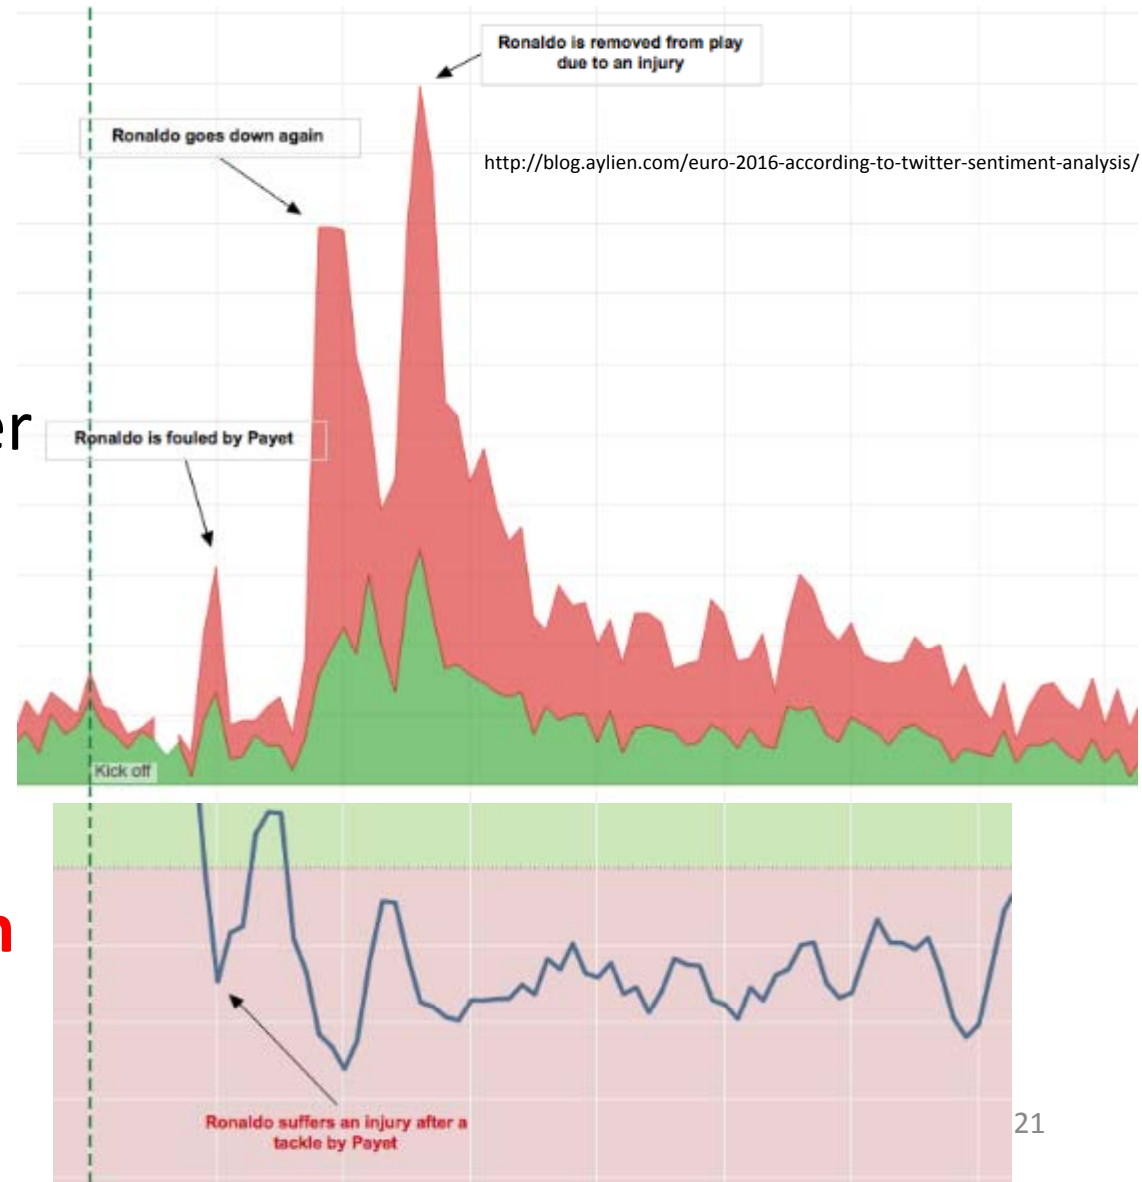 Ronaldo is removed from play
due to an injury
Ronaldo goes down again
http://blog.aylien.com/euro-2016-according-to-twitter-sentiment-analysis/
er
Ronaldo is fouled by Payet
Kick off
n
Ronaldo suffers an injury after a
tackle by Payet
21